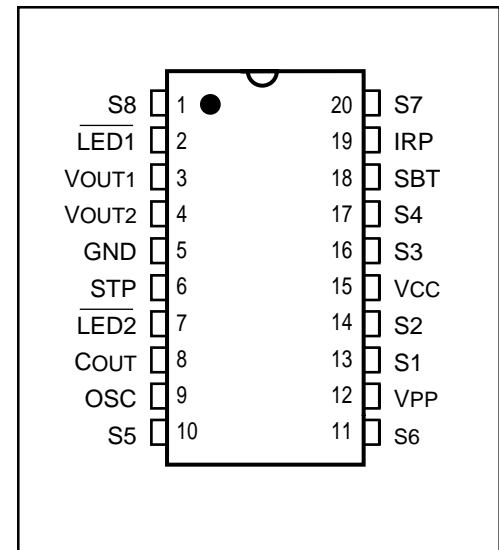 S8 1 20 S7
LED1 2 19 IRP
VOUT1 3 18 SBT
VOUT2 4 17 S4
GND 5 16 S3
STP 6 15 VCC
LED2 7 14 S2
COUT 8 13 S1
OSC 9 12 VPP
S5 10 11 S6